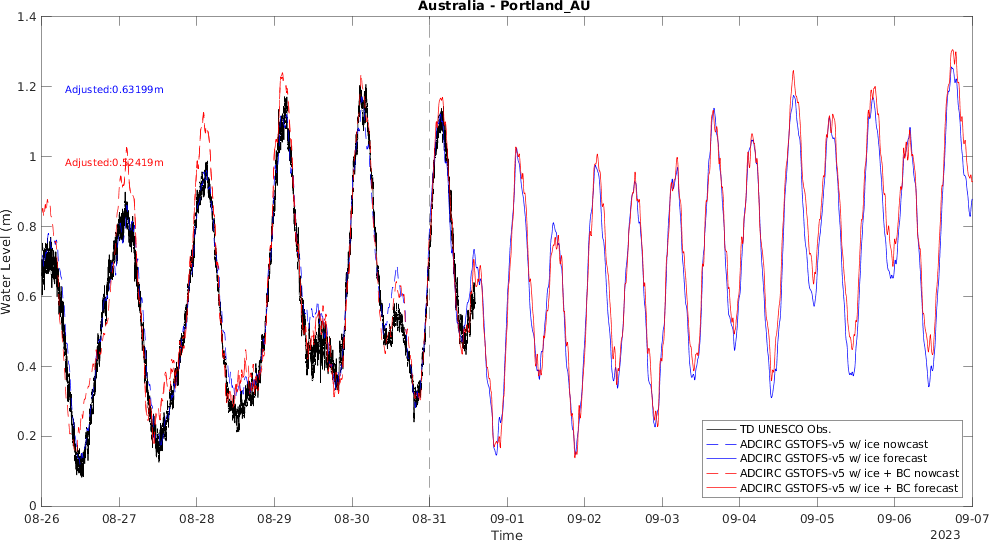 Australia - Portland_AU
1.4
1.2
1
0.8
0.6
0.4
0.2
0
Water Level (m)
Adjusted:0.63199m
Adjusted:0.52419m
TD UNESCO Obs.
ADCIRC GSTOFS-v5 w/ ice nowcast
ADCIRC GSTOFS-v5 w/ ice forecast
ADCIRC GSTOFS-v5 w/ ice + BC nowcast
ADCIRC GSTOFS-v5 w/ ice + BC forecast
08-26 08-27 08-28 08-29 08-30 08-31 09-01 09-02 09-03 09-04 09-05 09-06 09-07
Time
2023